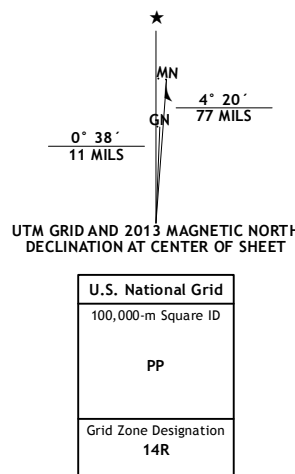 ★
MN
4° 20´
77 MILS
GN
0° 38´
11 MILS
UTM GRID AND 2013 MAGNETIC NORTH
DECLINATION AT CENTER OF SHEET
U.S. National Grid
100,000-m Square ID
PP
Grid Zone Designation
14R